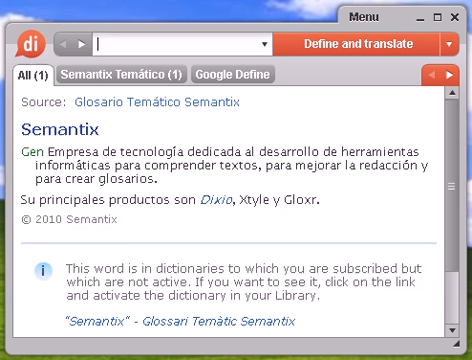 Menu
di
Define and translate
All (1)
Semantix Temático (1)
Google Define
Source: Glosario Temático Semantix
Semantix
Gen Empresa de tecnología dedicada al desarrollo de herramientas
informáticas para comprender textos, para mejorar la redacción y
para crear glosarios.
Su principales productos son Dixio, Xtyle y Gloxr.
© 2010 Semantix
i
This word is in dictionaries to which you are subscribed but
which are not active. If you want to see it, click on the link
and activate the dictionary in your Library.
"Semantix" - Glossari Temàtic Semantix